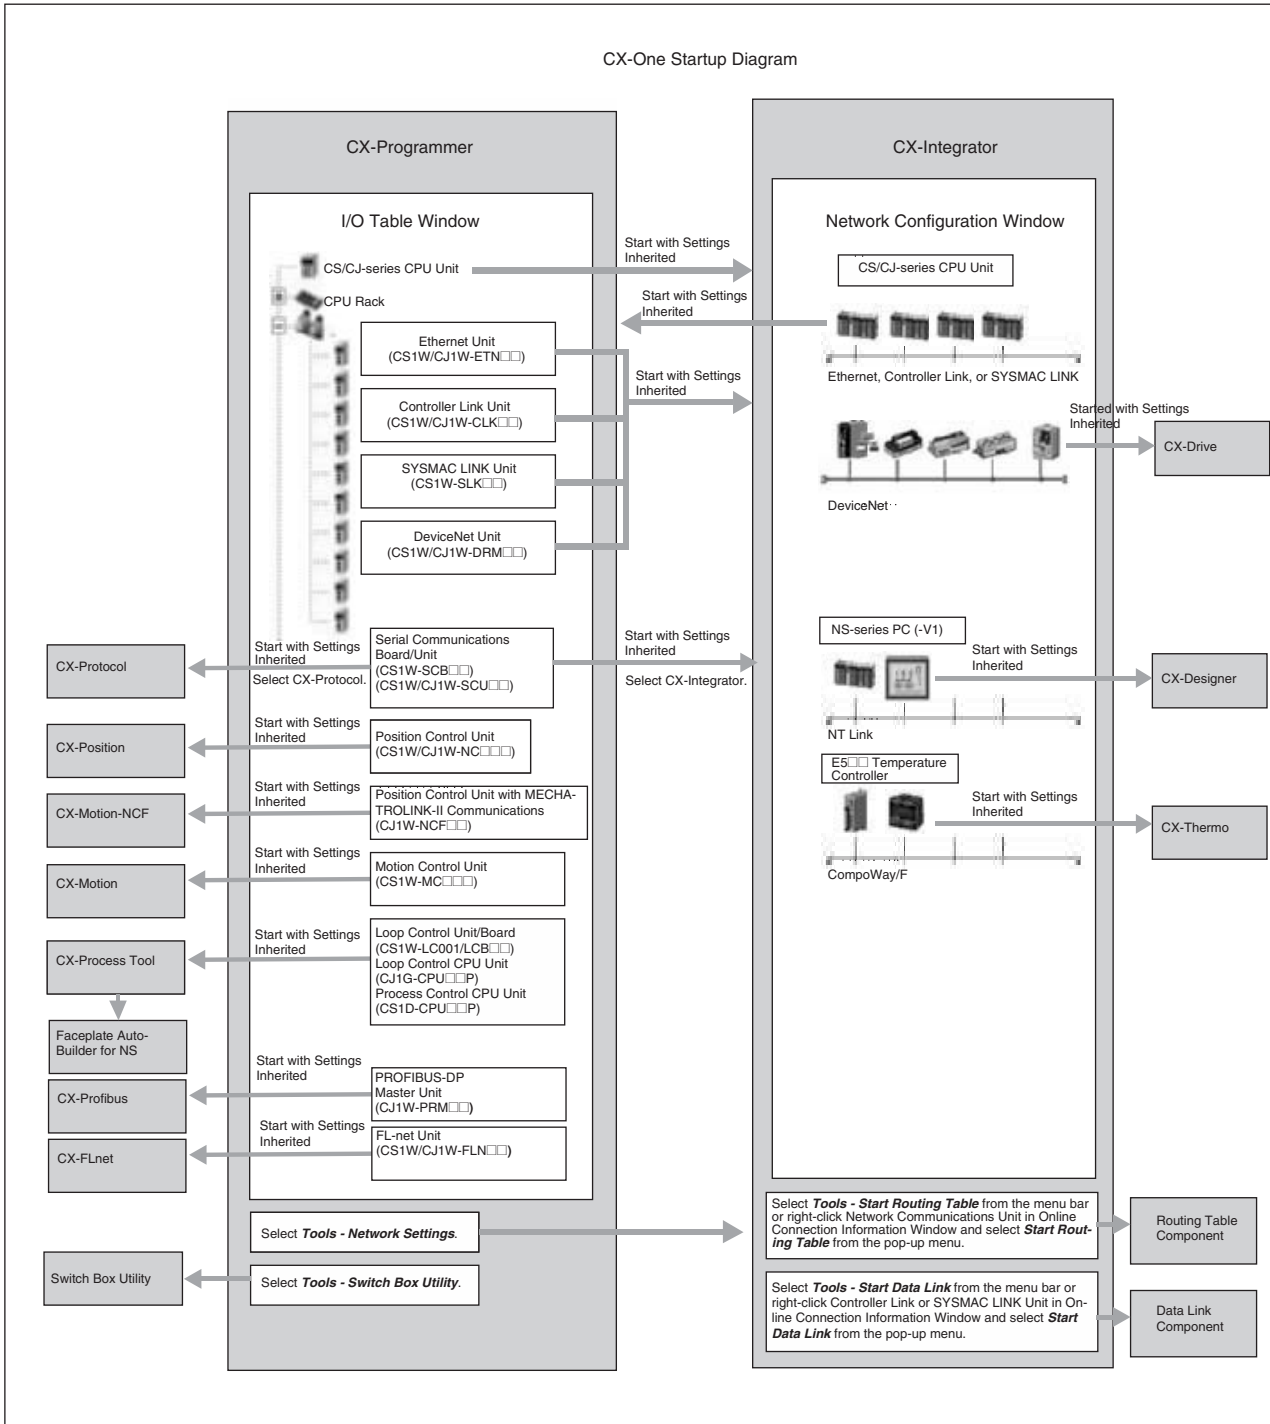 CX-One Startup Diagram
CX-Programmer
I/O Table Window
CS/CJ-series CPU Unit
CPU Rack
Ethernet Unit
(CS1W/CJ1W-ETN□□)
Controller Link Unit
(CS1W/CJ1W-CLK□□)
SYSMAC LINK Unit
(CS1W-SLK□□)
DeviceNet Unit
(CS1W/CJ1W-DRM□□)
Start with Settings
Inherited
Start with Settings
Inherited
Start with Settings
Inherited
CX-Integrator
Network Configuration Window
CS/CJ-series CPU Unit
Ethernet, Controller Link, or SYSMAC LINK
Started with Settings
Inherited
CX-Drive
DeviceNet
CX-Protocol
Start with Settings
Inherited
Select CX-Protocol.
Serial Communications
Board/Unit
(CS1W-SCB□□)
(CS1W/CJ1W-SCU□□)
Start with Settings
Inherited
Select CX-Integrator.
NS-series PC (-V1)
Start with Settings
Inherited
CX-Designer
NT Link
CX-Position
Start with Settings
Inherited
Position Control Unit
(CS1W/CJ1W-NC□□□)
E5□□ Temperature
Controller
Start with Settings
Inherited
CX-Thermo
CompoWay/F
CX-Motion-NCF
Start with Settings
Inherited
Position Control Unit with MECHA-
TROLINK-II Communications
(CJ1W-NCF□□)
CX-Motion
Start with Settings
Inherited
Motion Control Unit
(CS1W-MC□□□)
CX-Process Tool
Start with Settings
Inherited
Loop Control Unit/Board
(CS1W-LC001/LCB□□)
Loop Control CPU Unit
(CJ1G-CPU□□P)
Process Control CPU Unit
(CS1D-CPU□□P)
Faceplate Auto-
Builder for NS
CX-Profibus
Start with Settings
Inherited
PROFIBUS-DP
Master Unit
(CJ1W-PRM□□)
CX-FLnet
Start with Settings
Inherited
FL-net Unit
(CS1W/CJ1W-FLN□□)
Select Tools - Network Settings.
Switch Box Utility
Select Tools - Switch Box Utility.
Select Tools - Start Routing Table from the menu bar
or right-click Network Communications Unit in Online
Connection Information Window and select Start Rout-
ing Table from the pop-up menu.
Routing Table
Component
Select Tools - Start Data Link from the menu bar or
right-click Controller Link or SYSMAC LINK Unit in On-
line Connection Information Window and select Start
Data Link from the pop-up menu.
Data Link
Component